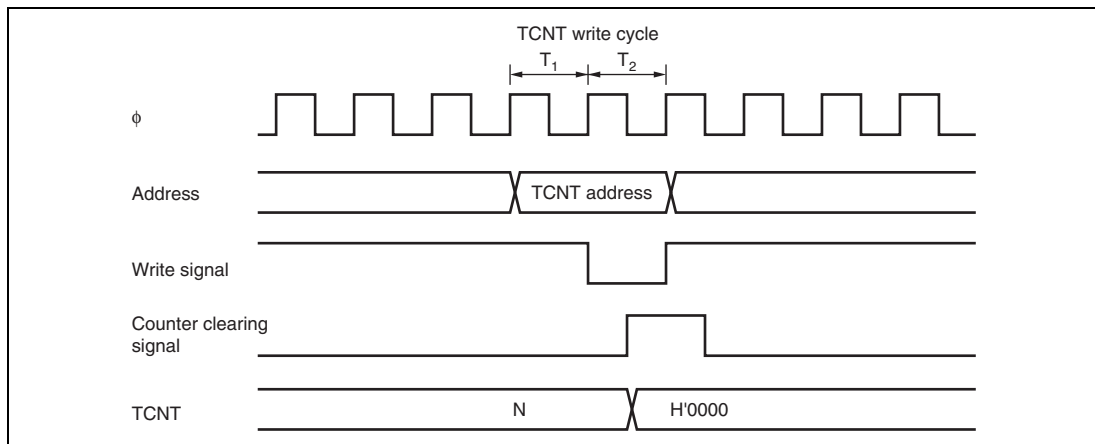 TCNT write cycle
T₁ T₂
ϕ
Address TCNT address
Write signal
Counter clearing
signal
TCNT N H'0000